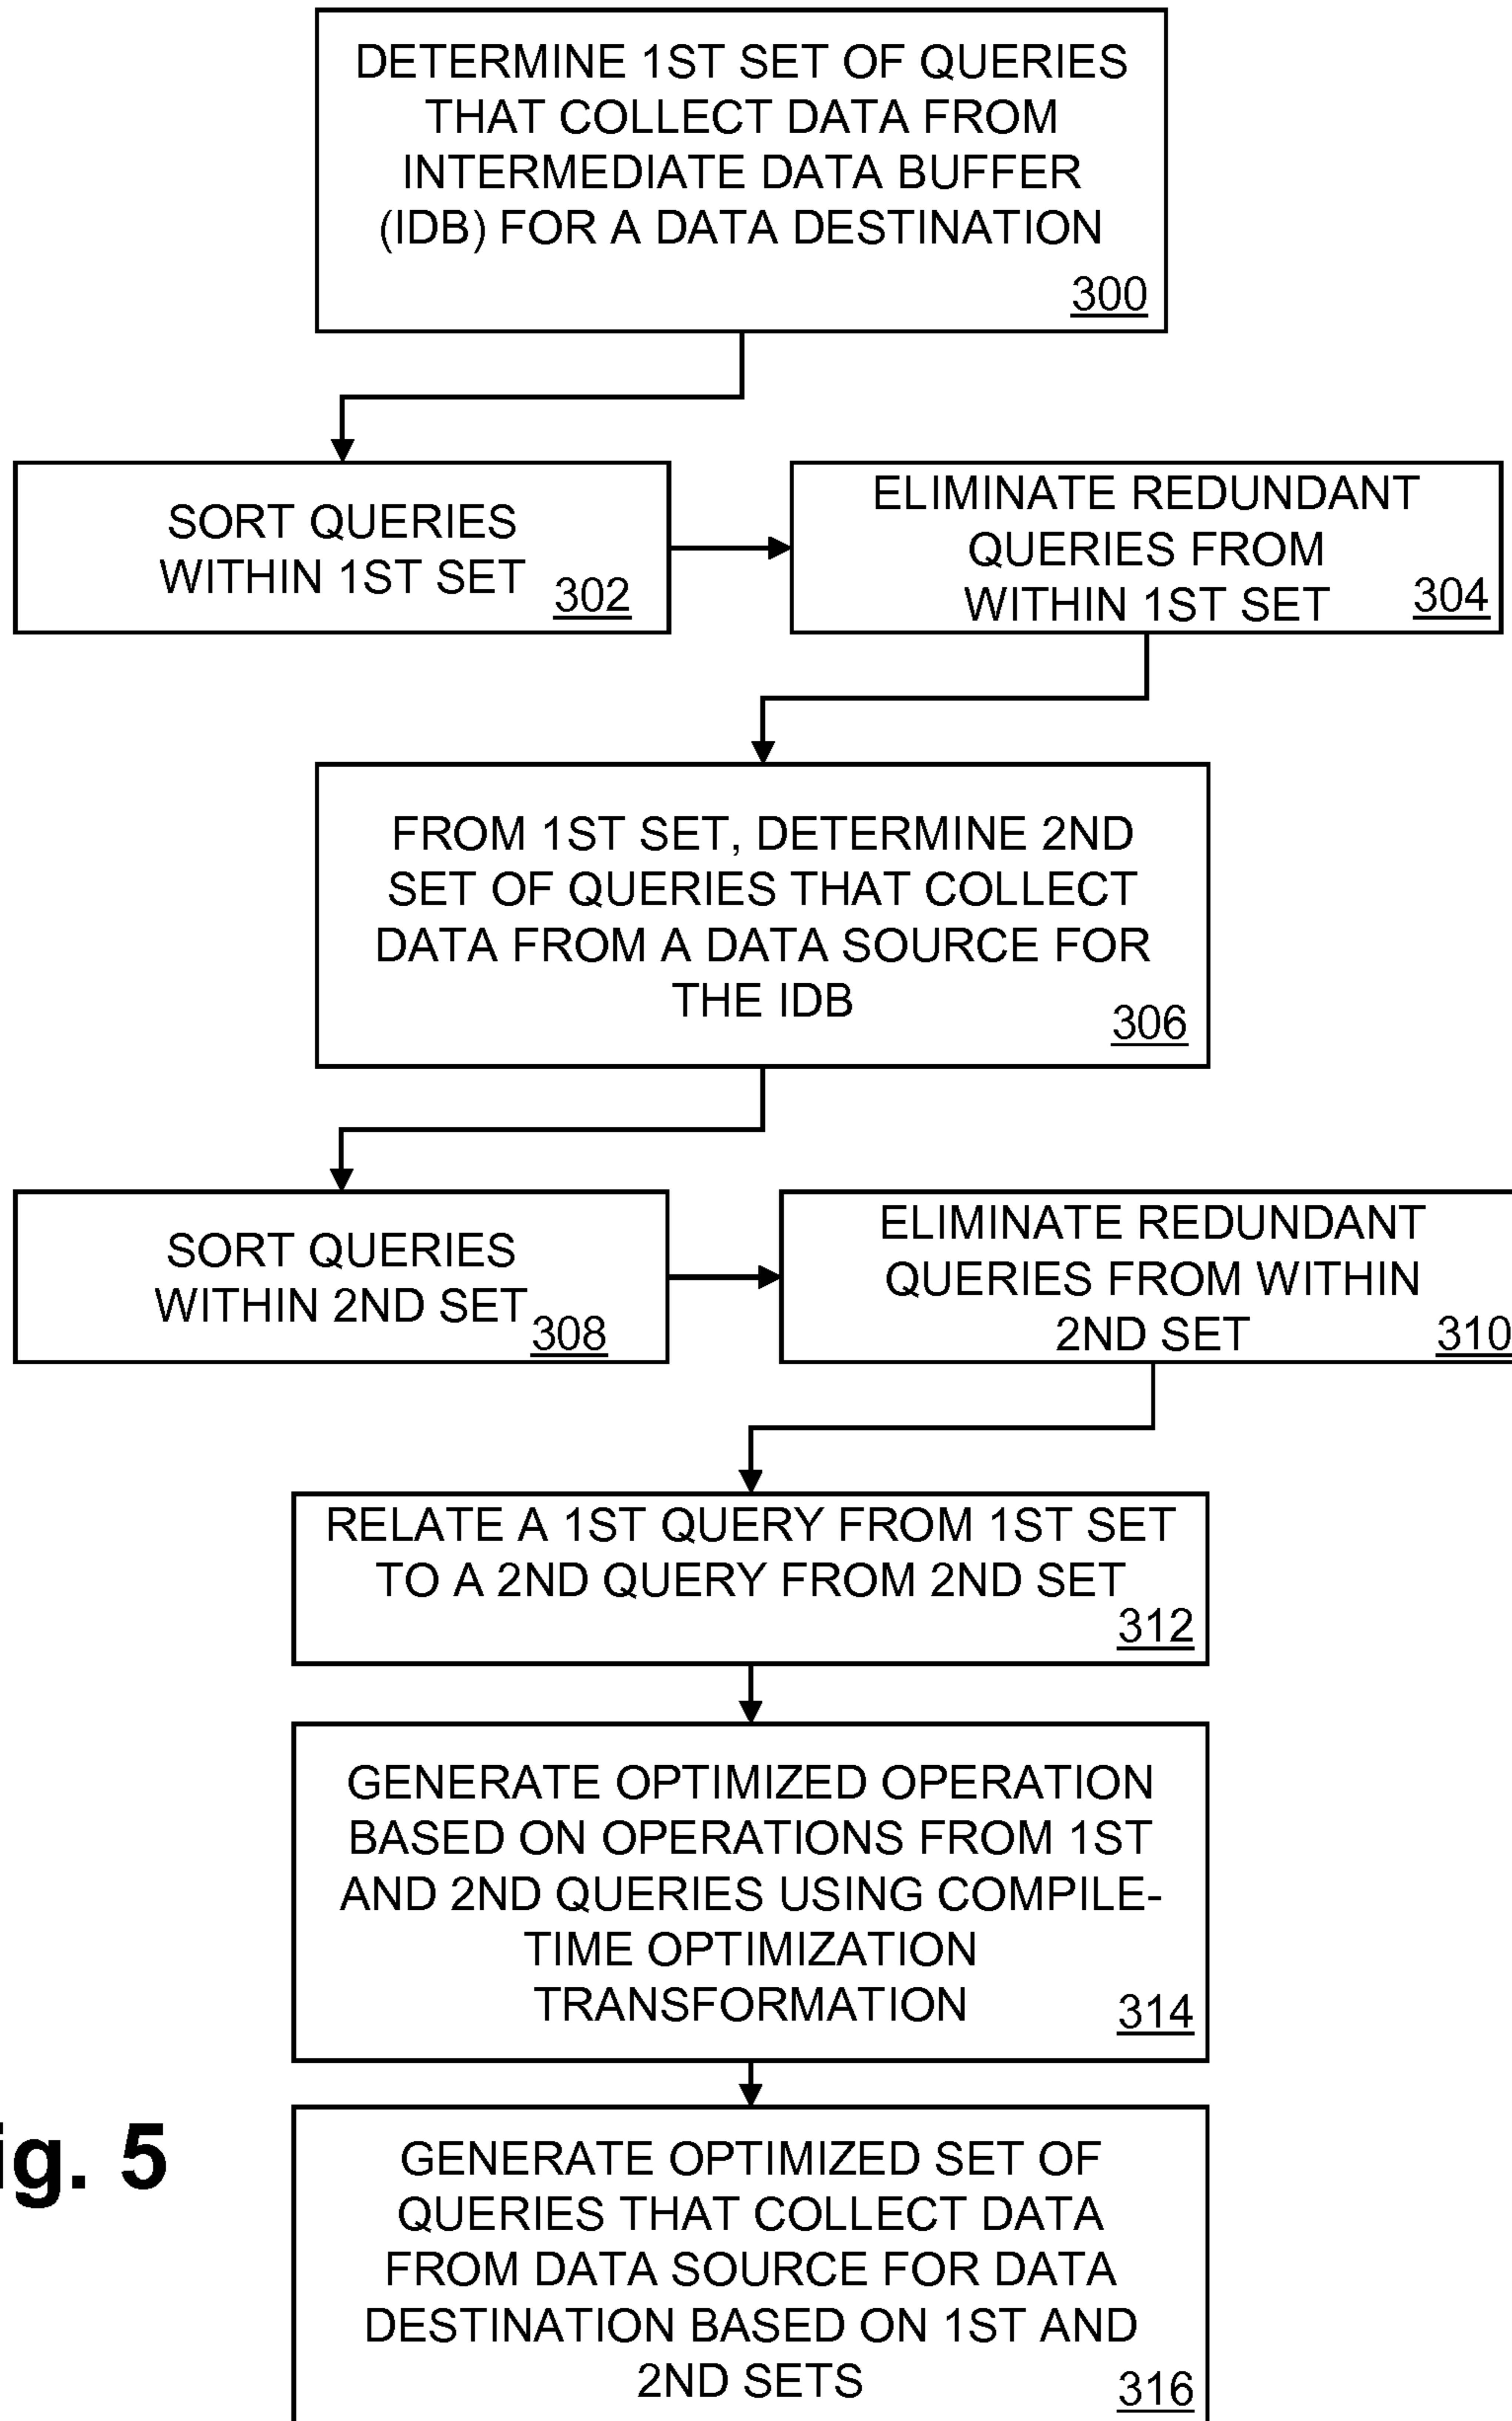 DETERMINE 1ST SET OF QUERIES
THAT COLLECT DATA FROM
INTERMEDIATE DATA BUFFER
(IDB) FOR A DATA DESTINATION
300
SORT QUERIES
WITHIN 1ST SET
302
ELIMINATE REDUNDANT
QUERIES FROM
WITHIN 1ST SET
304
FROM 1ST SET, DETERMINE 2ND
SET OF QUERIES THAT COLLECT
DATA FROM A DATA SOURCE FOR
THE IDB
306
SORT QUERIES
WITHIN 2ND SET
308
ELIMINATE REDUNDANT
QUERIES FROM WITHIN
2ND SET
310
RELATE A 1ST QUERY FROM 1ST SET
TO A 2ND QUERY FROM 2ND SET
312
GENERATE OPTIMIZED OPERATION
BASED ON OPERATIONS FROM 1ST
AND 2ND QUERIES USING COMPILE-
TIME OPTIMIZATION
TRANSFORMATION
314
ig. 5
GENERATE OPTIMIZED SET OF
QUERIES THAT COLLECT DATA
FROM DATA SOURCE FOR DATA
DESTINATION BASED ON 1ST AND
2ND SETS
316